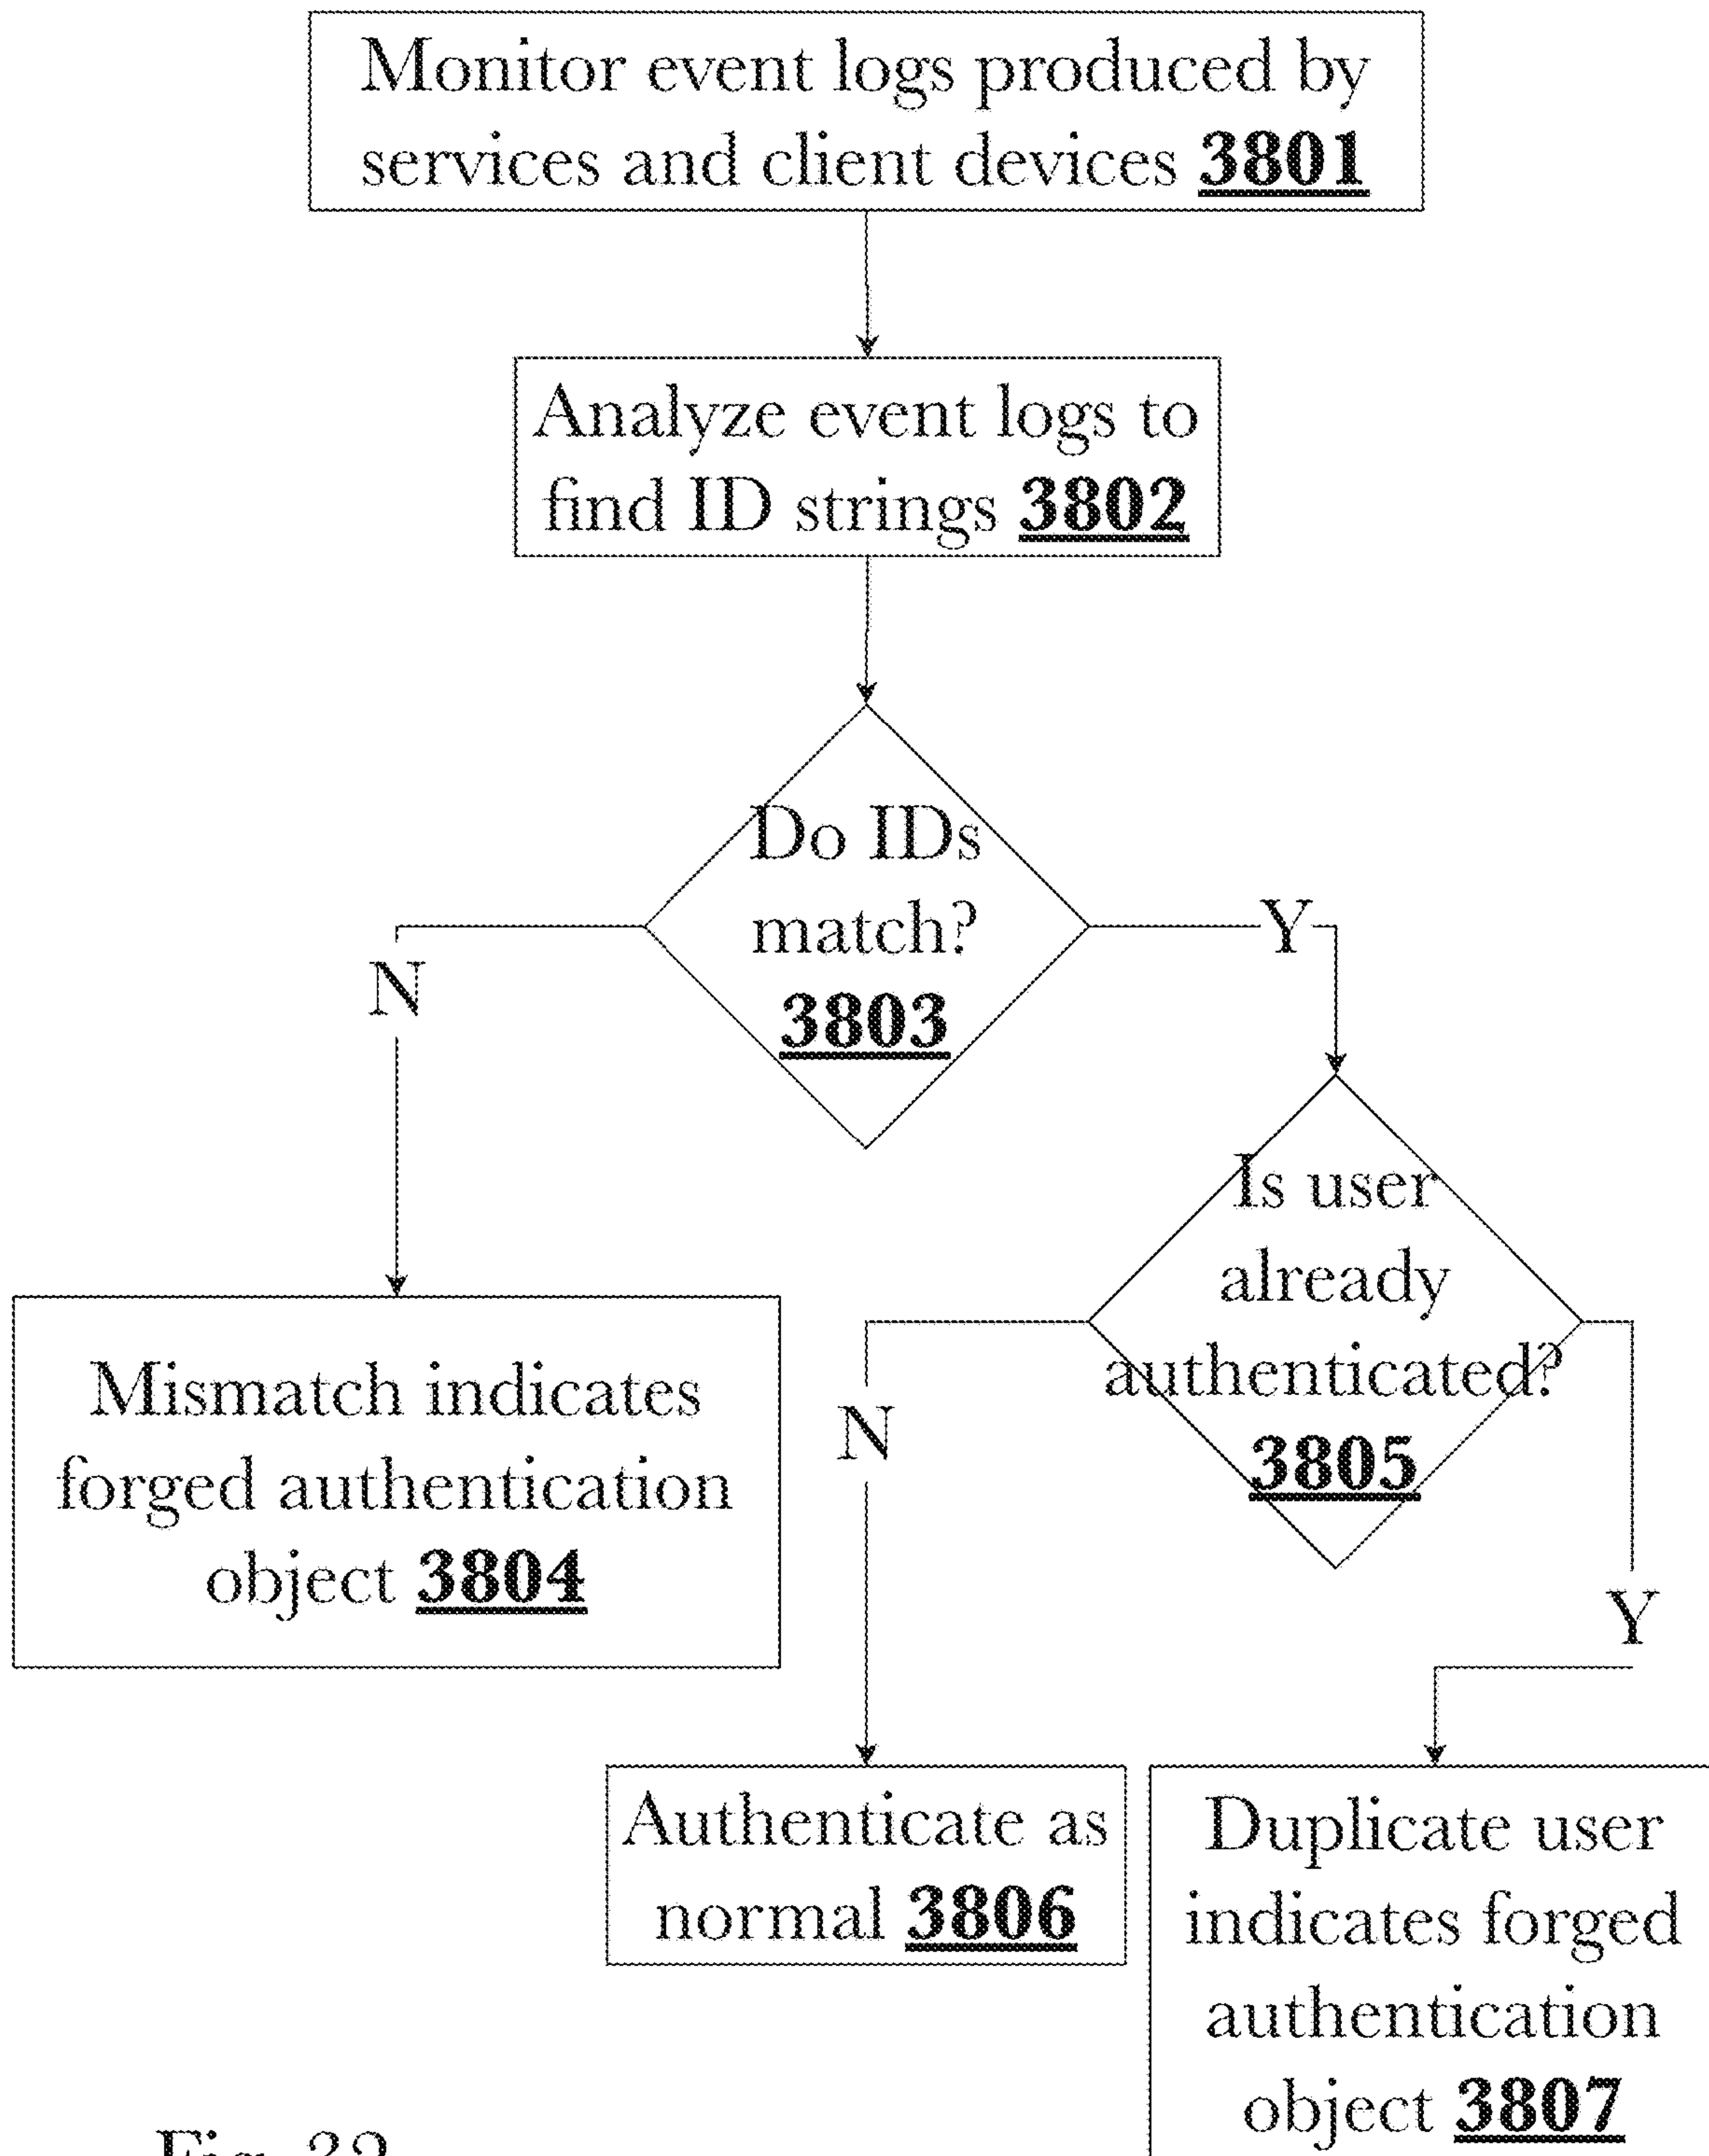 Monitor event logs produced by
services and client devices 3801
Analyze event logs to
find ID strings 3802
Do IDs
match?
3803
N
Y
Is user
already
authenticated?
3805
Mismatch indicates
forged authentication
object 3804
N
Y
Authenticate as
normal 3806
Duplicate user
indicates forged
authentication
object 3807
Fig.